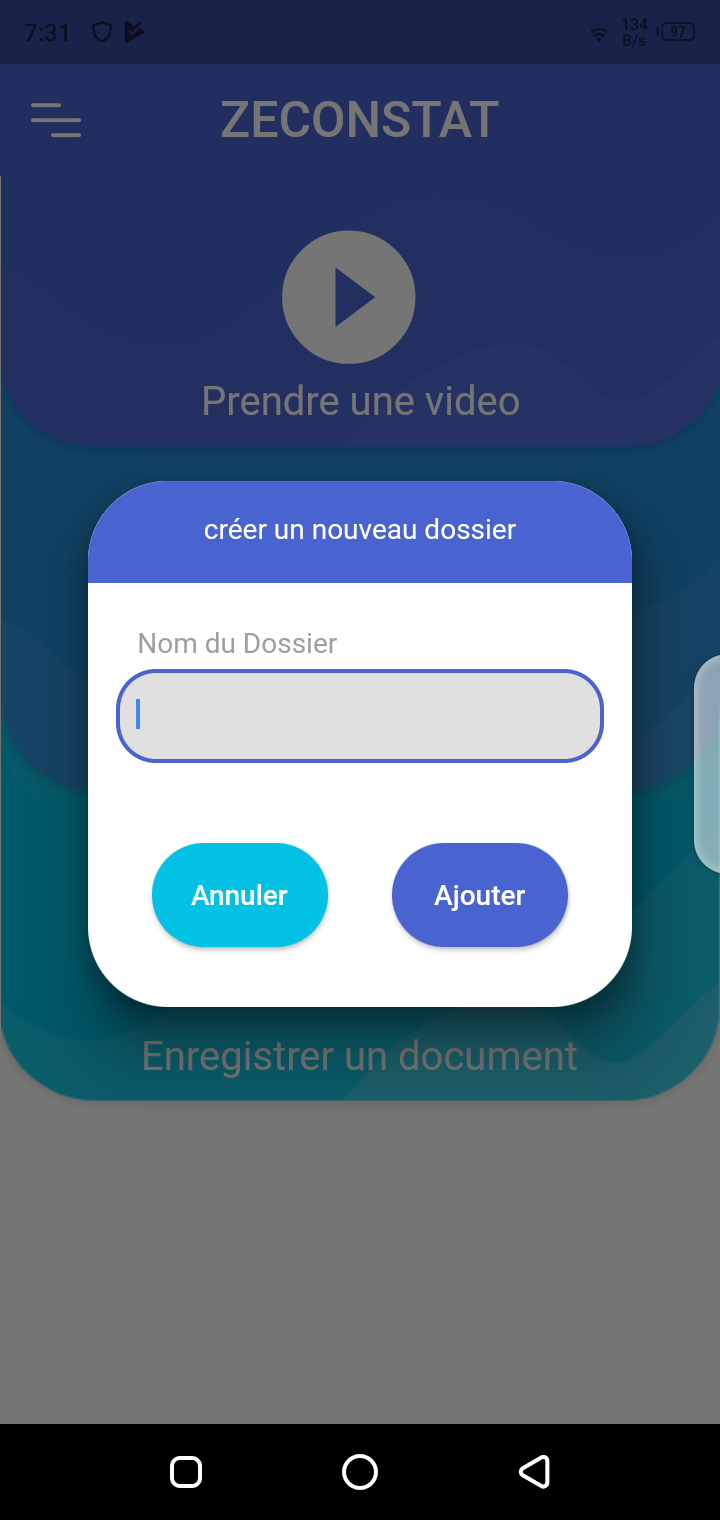 7:31
134
B/s
97
ZECONSTAT
Prendre une video
créer un nouveau dossier
Nom du Dossier
Annuler
Ajouter
Enregistrer un document